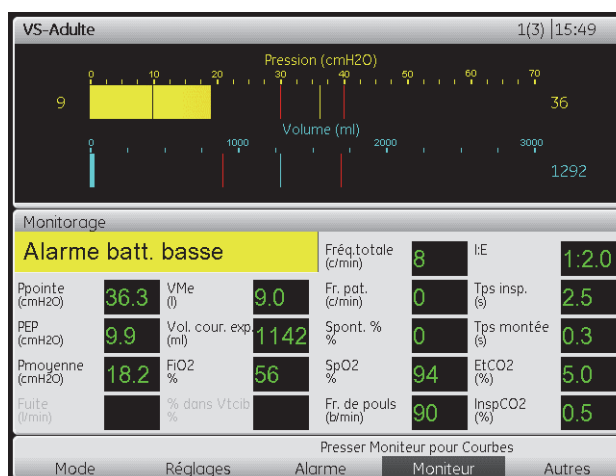 VS-Adulte 1(3) |15:49
Pression (cmH2O)
0 10 20 30 40 50 60 70
9 36
Volume (ml)
0 1000 2000 3000
1292
Monitorage
Alarme batt. basse
Fréq.totale (c/min) 8 I:E 1:2.0
Ppointe (cmH2O) 36.3 VMe (l) 9.0 Fr. pat. (c/min) 0 Tps insp. (s) 2.5
PEP (cmH2O) 9.9 Vol. cour. exp. (ml) 1142 Spont. % % 0 Tps montée (s) 0.3
Pmoyenne (cmH2O) 18.2 FiO2 % 56 SpO2 % 94 EtCO2 (%) 5.0
Fuite (l/min) % dans Vtcib % Fr. de pouls (b/min) 90 InspCO2 (%) 0.5
Presser Moniteur pour Courbes
Mode Réglages Alarme Moniteur Autres